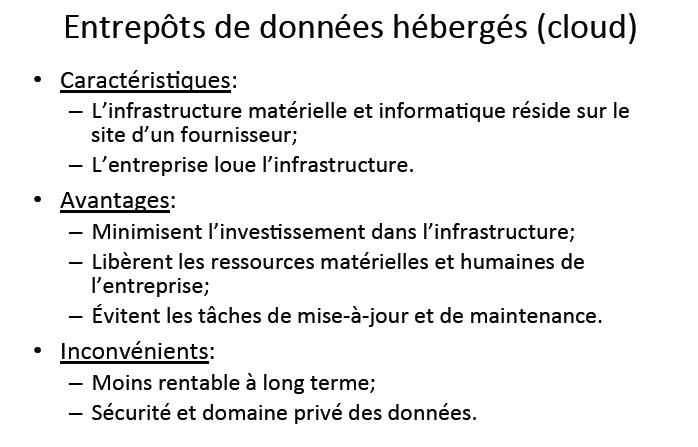 Entrepôts de données hébergés (cloud)
• Caractéristiques:
– L’infrastructure matérielle et informatique réside sur le
site d’un fournisseur;
– L’entreprise loue l’infrastructure.
• Avantages:
– Minimisent l’investissement dans l’infrastructure;
– Libèrent les ressources matérielles et humaines de
l’entreprise;
– Évitent les tâches de mise-à-jour et de maintenance.
• Inconvénients:
– Moins rentable à long terme;
– Sécurité et domaine privé des données.